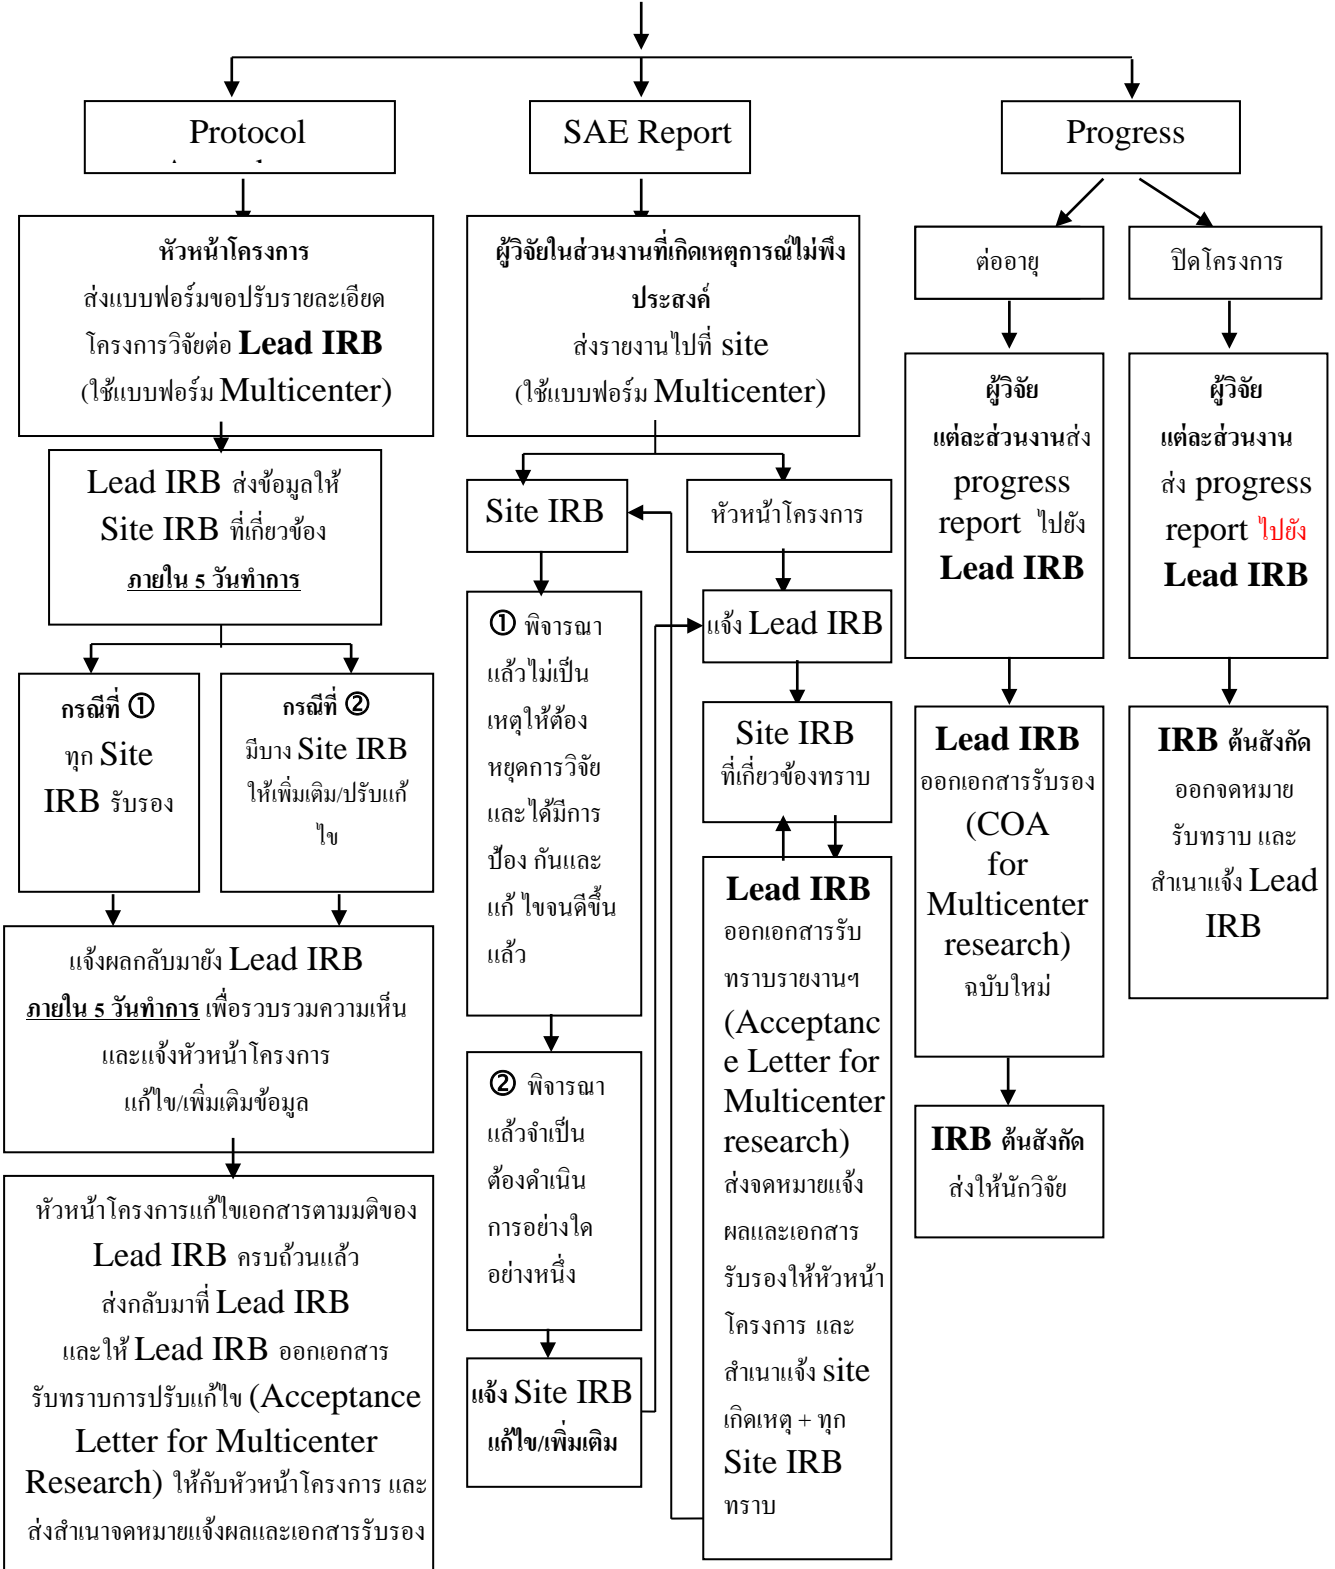 Protocol
SAE Report
Progress
หัวหน้าโครงการ
ส่งแบบฟอร์มขอปรับรายละเอียด
โครงการวิจัยต่อ Lead IRB
(ใช้แบบฟอร์ม Multicenter)
Lead IRB ส่งข้อมูลให้
Site IRB ที่เกี่ยวข้อง
ภายใน 5 วันทำการ
กรณีที่ ①
ทุก Site
IRB รับรอง
กรณีที่ ②
มีบาง Site IRB
ให้เพิ่มเติม/ปรับแก้
ไข
แจ้งผลกลับมายัง Lead IRB
ภายใน 5 วันทำการ เพื่อรวบรวมความเห็น
และแจ้งหัวหน้าโครงการ
แก้ไข/เพิ่มเติมข้อมูล
หัวหน้าโครงการแก้ไขเอกสารตามมติของ
Lead IRB ครบถ้วนแล้ว
ส่งกลับมาที่ Lead IRB
และให้ Lead IRB ออกเอกสาร
รับทราบการปรับแก้ไข (Acceptance
Letter for Multicenter
Research) ให้กับหัวหน้าโครงการ และ
ส่งสำเนาจดหมายแจ้งผลและเอกสารรับรอง
ผู้วิจัยในส่วนงานที่เกิดเหตุการณ์ไม่พึง
ประสงค์
ส่งรายงานไปที่ site
(ใช้แบบฟอร์ม Multicenter)
Site IRB
① พิจารณา
แล้วไม่เป็น
เหตุให้ต้อง
หยุดการวิจัย
และ ได้มีการ
ป้อง กันและ
แก้ ไขจนดีขึ้น
แล้ว
② พิจารณา
แล้วจำเป็น
ต้องดำเนิน
การอย่างใด
อย่างหนึ่ง
แจ้ง Site IRB
แก้ไข/เพิ่มเติม
หัวหน้าโครงการ
แจ้ง Lead IRB
Site IRB
ที่เกี่ยวข้องทราบ
Lead IRB
ออกเอกสารรับ
ทราบรายงานฯ
(Acceptanc
e Letter for
Multicenter
research)
ส่งจดหมายแจ้ง
ผลและเอกสาร
รับรองให้หัวหน้า
โครงการ และ
สำเนาแจ้ง site
เกิดเหตุ + ทุก
Site IRB
ทราบ
ต่ออายุ
ผู้วิจัย
แต่ละส่วนงานส่ง
progress
report ไปยัง
Lead IRB
Lead IRB
ออกเอกสารรับรอง
(COA
for
Multicenter
research)
ฉบับใหม่
IRB ต้นสังกัด
ส่งให้นักวิจัย
ปิดโครงการ
ผู้วิจัย
แต่ละส่วนงาน
ส่ง progress
report ไปยัง
Lead IRB
IRB ต้นสังกัด
ออกจดหมาย
รับทราบ และ
สำเนาแจ้ง Lead
IRB